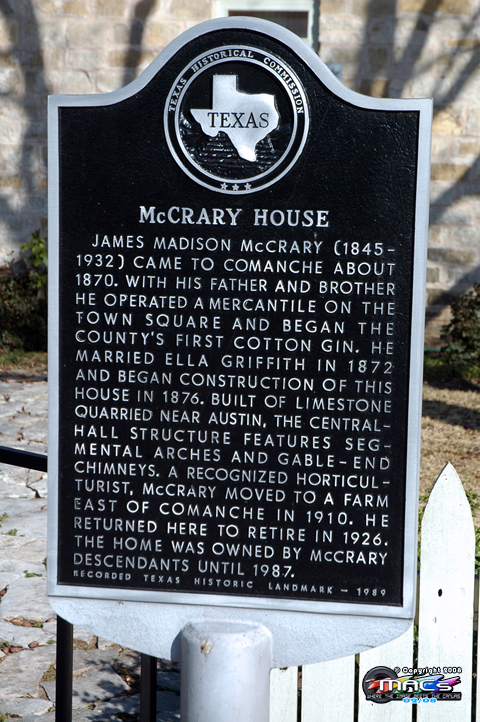 TEXAS HISTORICAL COMMISSION
TEXAS
McCRARY HOUSE
JAMES MADISON McCRARY (1845-
1932) CAME TO COMANCHE ABOUT
1870. WITH HIS FATHER AND BROTHER
HE OPERATED A MERCANTILE ON THE
TOWN SQUARE AND BEGAN THE
COUNTY'S FIRST COTTON GIN. HE
MARRIED ELLA GRIFFITH IN 1872
AND BEGAN CONSTRUCTION OF THIS
HOUSE IN 1876. BUILT OF LIMESTONE
QUARRIED NEAR AUSTIN, THE CENTRAL-
HALL STRUCTURE FEATURES SEG-
MENTAL ARCHES AND GABLE-END
CHIMNEYS. A RECOGNIZED HORTICUL-
TURIST, McCRARY MOVED TO A FARM
EAST OF COMANCHE IN 1910. HE
RETURNED HERE TO RETIRE IN 1926.
THE HOME WAS OWNED BY McCRARY
DESCENDANTS UNTIL 1987.
RECORDED TEXAS HISTORIC LANDMARK - 1989
© Copyright 2008
MACS
02/08